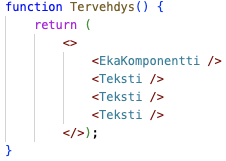 function Tervehdys() {
    return (
        <>
            <EkaKomponentti />
            <Teksti />
            <Teksti />
            <Teksti />
        </>);
}